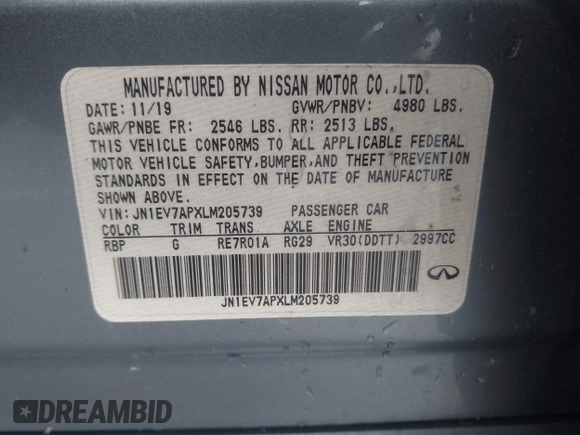 MANUFACTURED BY NISSAN MOTOR CO.,LTD.
DATE: 11/19 GVWR/PNBV: 4980 LBS.
GAWR/PNBE FR: 2546 LBS. RR: 2513 LBS.
THIS VEHICLE CONFORMS TO ALL APPLICABLE FEDERAL
MOTOR VEHICLE SAFETY,BUMPER,AND THEFT PREVENTION
STANDARDS IN EFFECT ON THE DATE OF MANUFACTURE
SHOWN ABOVE.
VIN: JN1EV7APXLM205739 PASSENGER CAR
COLOR TRIM TRANS AXLE ENGINE
RBP G RE7R01A RG29 VR30(DDTT) 2997CC
JN1EV7APXLM205739
INFINITI
DREAMBID